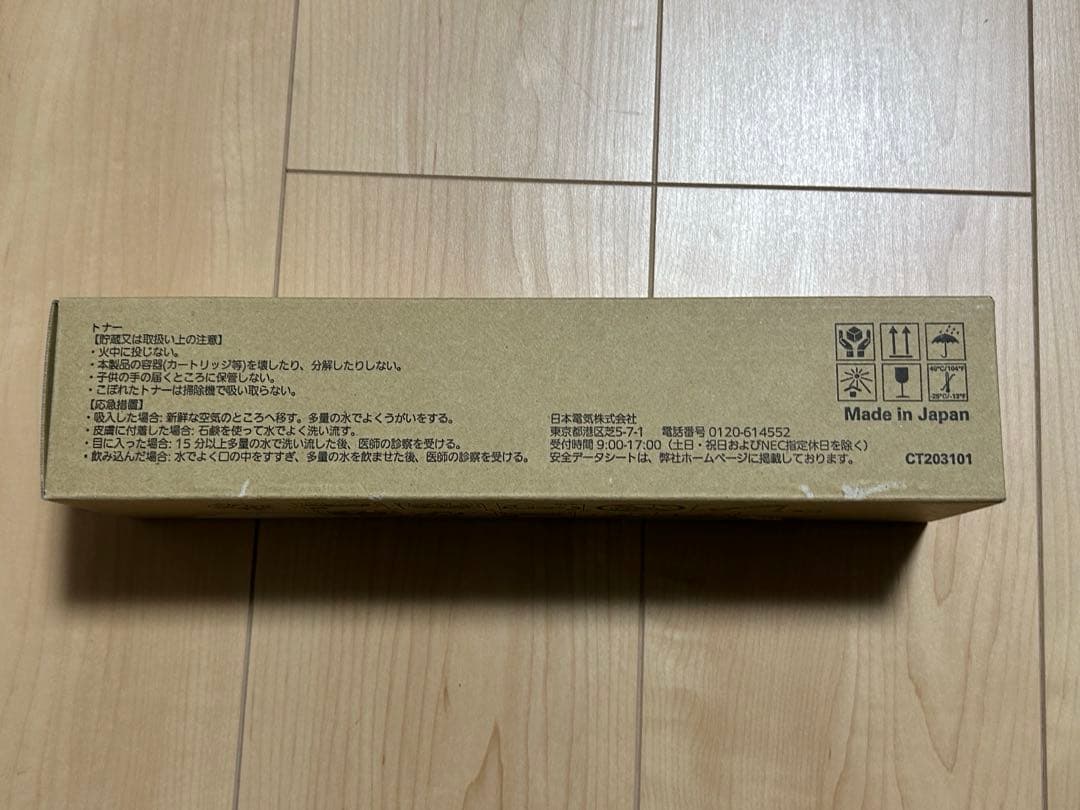 トナー
【貯蔵又は取扱い上の注意】
・火中に投じない。
・本製品の容器(カートリッジ等)を壊したり、分解したりしない。
・子供の手の届くところに保管しない。
・こぼれたトナーは掃除機で吸い取らない。
【応急措置】
・吸入した場合: 新鮮な空気のところへ移す。多量の水でよくうがいをする。
・皮膚に付着した場合: 石鹸を使って水でよく洗い流す。
・目に入った場合: 15分以上多量の水で洗い流した後、医師の診察を受ける。
・飲み込んだ場合: 水でよく口の中をすすぎ、多量の水を飲ませた後、医師の診察を受ける。
日本電気株式会社
東京都港区芝5-7-1 電話番号 0120-614552
受付時間 9:00-17:00（土日・祝日およびNEC指定休日を除く）
安全データシートは、弊社ホームページに掲載しております。
40°C/104°F
-25°C/-13°F
Made in Japan
CT203101